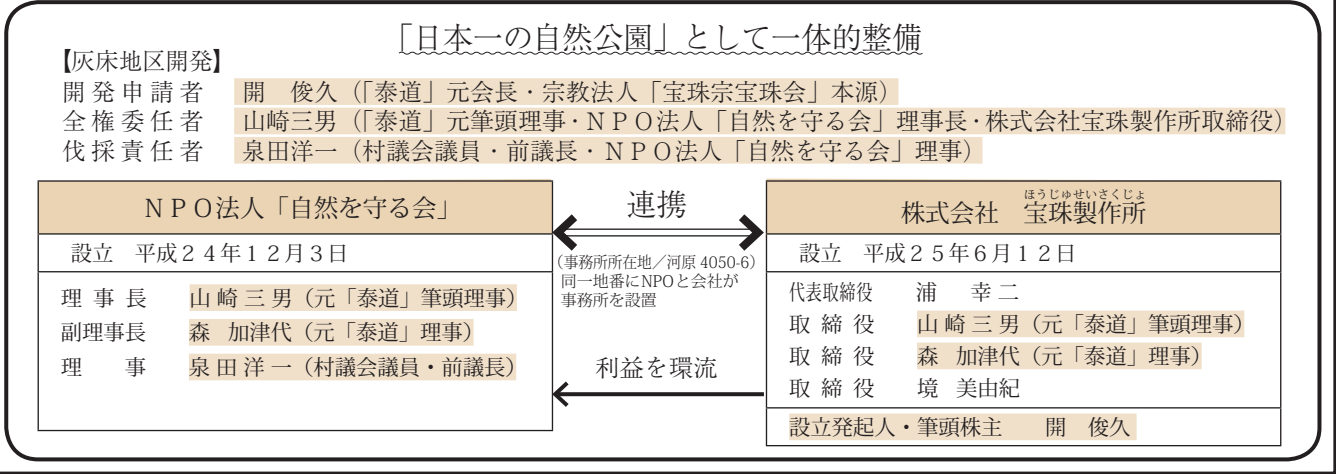 「日本一の自然公園」として一体的整備
【灰床地区開発】
開発申請者　開　俊久（「泰道」元会長・宗教法人「宝珠宗宝珠会」本源）
全権委任者　山崎三男（「泰道」元筆頭理事・ＮＰＯ法人「自然を守る会」理事長・株式会社宝珠製作所取締役）
伐採責任者　泉田洋一（村議会議員・前議長・ＮＰＯ法人「自然を守る会」理事）
ＮＰＯ法人「自然を守る会」
設立　平成２４年１２月３日
理 事 長　山崎三男（元「泰道」筆頭理事）
副理事長　森　加津代（元「泰道」理事）
理　　事　泉田洋一（村議会議員・前議長）
連携
（事務所所在地／河原 4050-6）
同一地番にNPOと会社が
事務所を設置
利益を環流
ほうじゅせいさくじょ
株式会社　宝珠製作所
設立　平成２５年６月１２日
代表取締役　浦　幸二
取 締 役　山崎三男（元「泰道」筆頭理事）
取 締 役　森　加津代（元「泰道」理事）
取 締 役　境　美由紀
設立発起人・筆頭株主　開　俊久